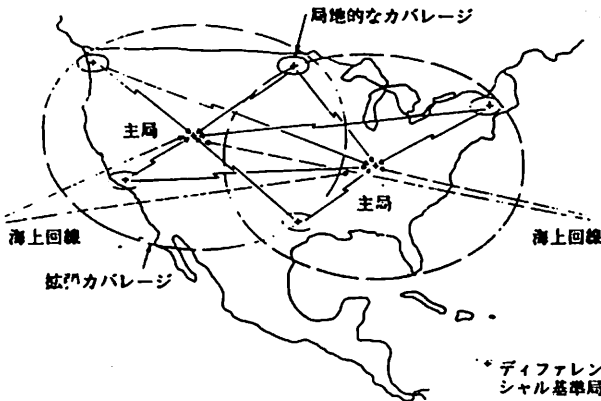 局地的なカバレージ
主局
主局
海上回線
海上回線
カバレージ
ディファレン
シャル基準局